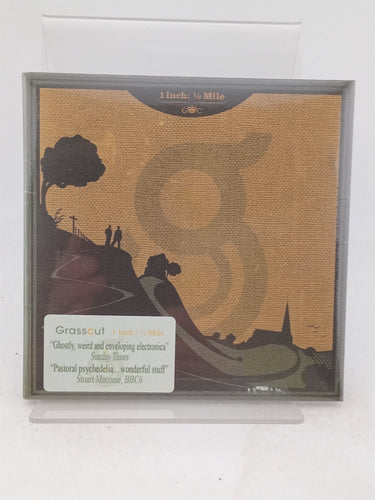 1 Inch: ½ Mile
G C
g
Grasscut 1 Inch / ½ Mile
"Ghostly, weird and enveloping electronica"
Sunday Times
"Pastoral psychedelia... wonderful stuff"
Stuart Maconie, BBC6